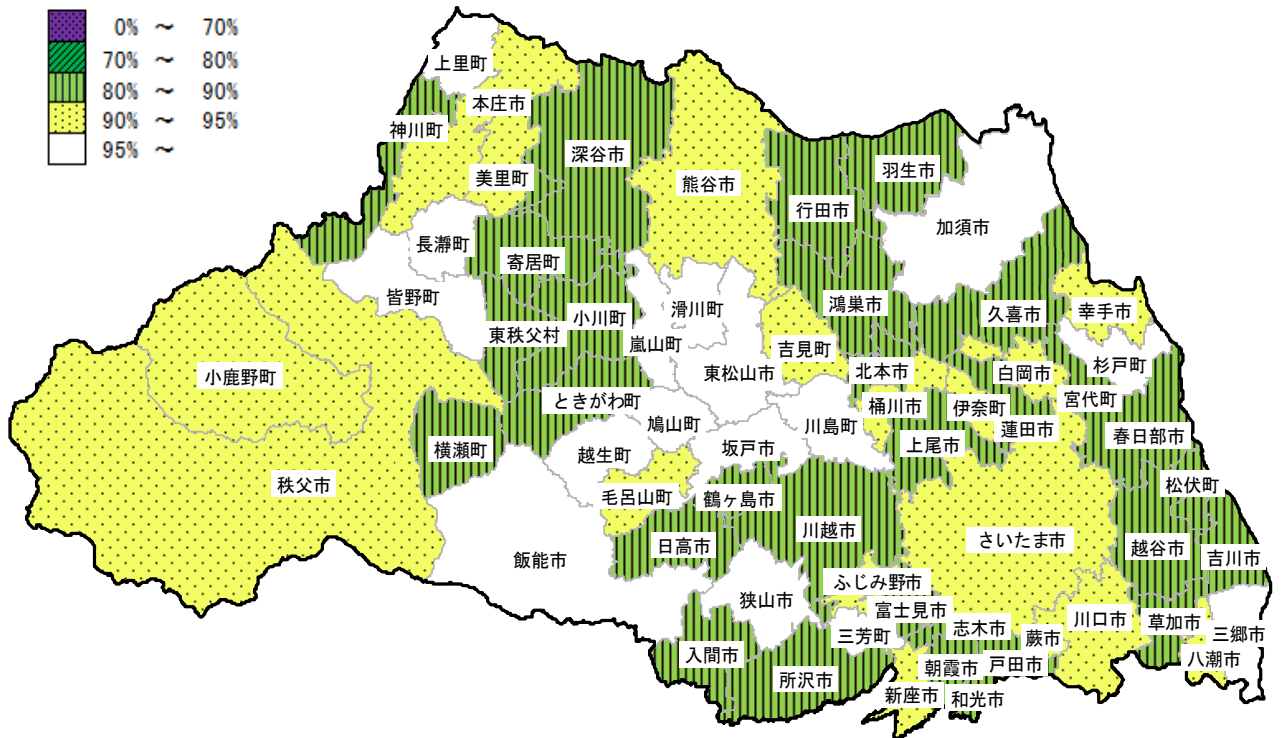 0% ～ 70%
70% ～ 80%
80% ～ 90%
90% ～ 95%
95% ～
上里町
本庄市
神川町
深谷市
美里町
熊谷市
羽生市
行田市
加須市
長瀞町
寄居町
皆野町
滑川町
鴻巣市
久喜市
幸手市
小川町
東秩父村
嵐山町
吉見町
杉戸町
小鹿野町
東松山市
北本市
白岡市
宮代町
ときがわ町
桶川市
伊奈町
鳩山町
川島町
蓮田市
春日部市
横瀬町
越生町
坂戸市
上尾市
秩父市
毛呂山町
鶴ヶ島市
松伏町
川越市
さいたま市
日高市
越谷市
吉川市
飯能市
ふじみ野市
狭山市
富士見市
志木市
川口市
草加市
三芳町
蕨市
三郷市
入間市
朝霞市
戸田市
八潮市
所沢市
新座市
和光市